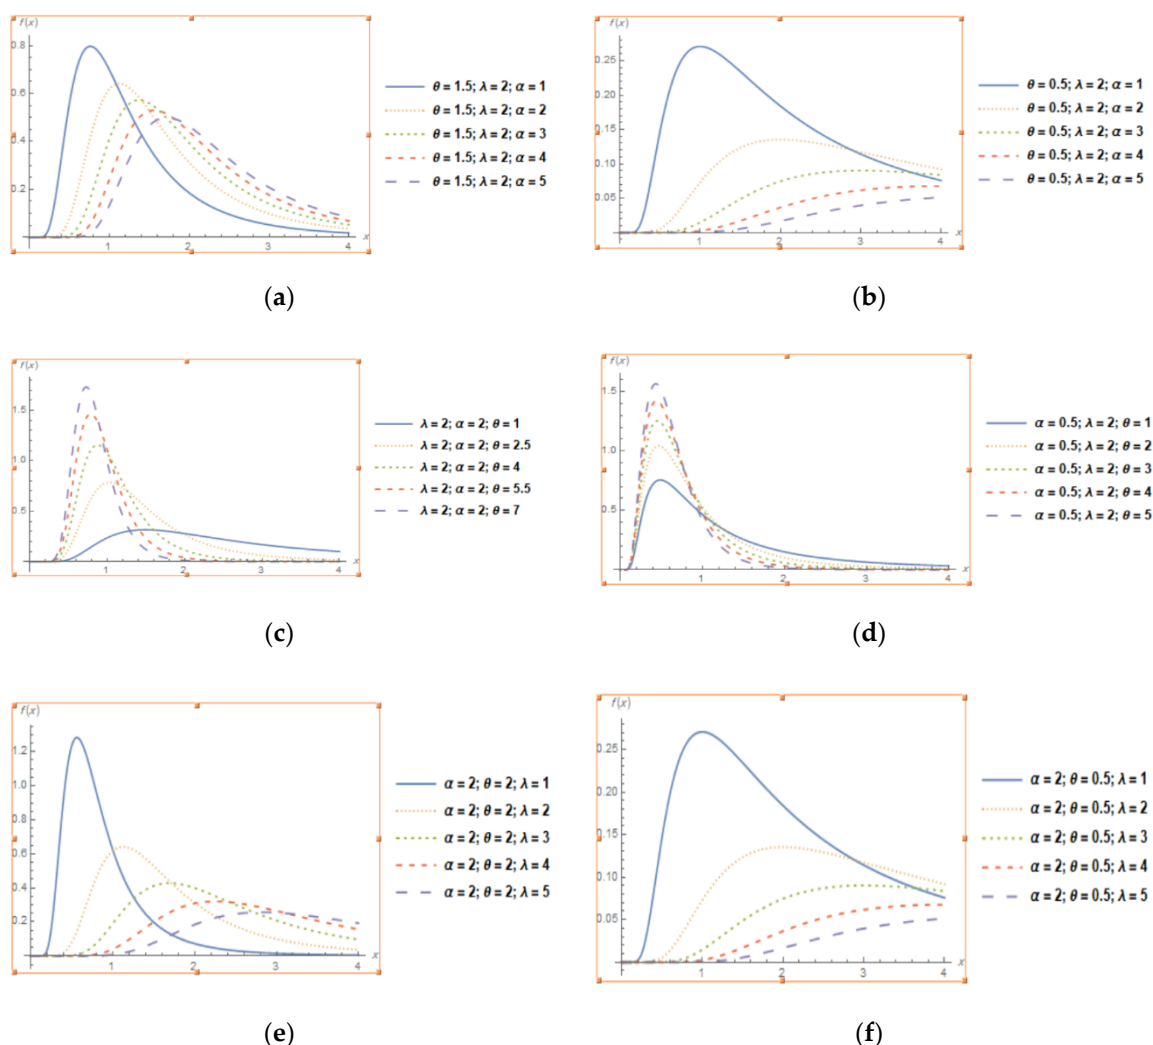 f(x)
0.8
0.6
0.4
0.2
1
2
3
4
x
θ = 1.5; λ = 2; α = 1
θ = 1.5; λ = 2; α = 2
θ = 1.5; λ = 2; α = 3
θ = 1.5; λ = 2; α = 4
θ = 1.5; λ = 2; α = 5
(a)
f(x)
0.25
0.20
0.15
0.10
0.05
1
2
3
4
x
θ = 0.5; λ = 2; α = 1
θ = 0.5; λ = 2; α = 2
θ = 0.5; λ = 2; α = 3
θ = 0.5; λ = 2; α = 4
θ = 0.5; λ = 2; α = 5
(b)
f(x)
1.5
1.0
0.5
1
2
3
4
x
λ = 2; α = 2; θ = 1
λ = 2; α = 2; θ = 2.5
λ = 2; α = 2; θ = 4
λ = 2; α = 2; θ = 5.5
λ = 2; α = 2; θ = 7
(c)
f(x)
1.5
1.0
0.5
1
2
3
4
x
α = 0.5; λ = 2; θ = 1
α = 0.5; λ = 2; θ = 2
α = 0.5; λ = 2; θ = 3
α = 0.5; λ = 2; θ = 4
α = 0.5; λ = 2; θ = 5
(d)
f(x)
1.2
1.0
0.8
0.6
0.4
0.2
1
2
3
4
x
α = 2; θ = 2; λ = 1
α = 2; θ = 2; λ = 2
α = 2; θ = 2; λ = 3
α = 2; θ = 2; λ = 4
α = 2; θ = 2; λ = 5
(e)
f(x)
0.25
0.20
0.15
0.10
0.05
1
2
3
4
x
α = 2; θ = 0.5; λ = 1
α = 2; θ = 0.5; λ = 2
α = 2; θ = 0.5; λ = 3
α = 2; θ = 0.5; λ = 4
α = 2; θ = 0.5; λ = 5
(f)